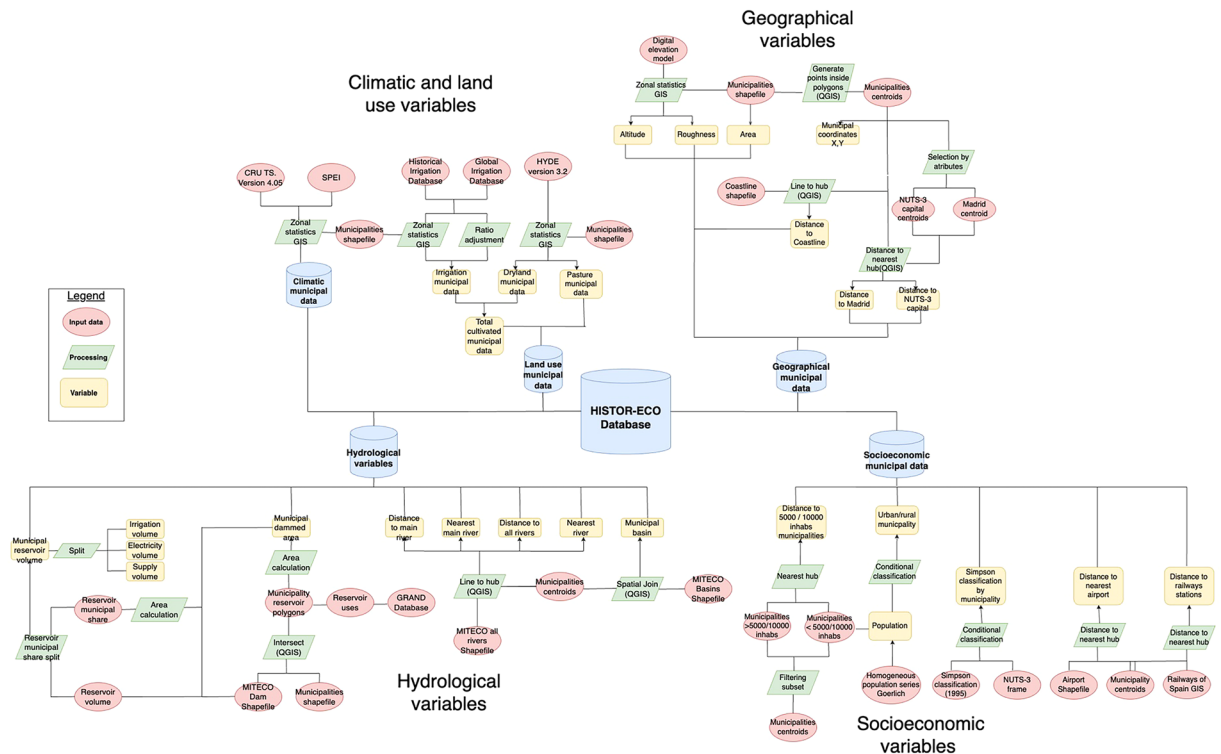 Geographical
variables
Digital
elevation
model
Zonal statistics
GIS
Municipalities
shapefile
Generate
points inside
polygons
(QGIS)
Municipalities
centroids
Altitude
Roughness
Area
Municipal
coordinates
X,Y
Selection by
atributes
Coastline
shapefile
Line to hub
(QGIS)
NUTS-3
capital
centroids
Madrid
centroid
Distance
to
Coastline
Distance to
nearest
hub(QGIS)
Distance
to Madrid
Distance to
NUTS-3
capital
Geographical
municipal
data
Climatic and land
use variables
CRU TS.
Version 4.05
SPEI
Historical
Irrigation
Database
Global
Irrigation
Database
HYDE
version 3.2
Zonal
statistics
GIS
Municipalities
shapefile
Zonal
statistics
GIS
Ratio
adjustment
Zonal
statistics
GIS
Municipalities
shapefile
Climatic
municipal
data
Irrigation
municipal
data
Dryland
municipal
data
Pasture
municipal
data
Total
cultivated
municipal
data
Land use
municipal
data
Legend
Input data
Processing
Variable
HISTOR-ECO
Database
Hydrological
variables
Socioeconomic
municipal data
Municipal
reservoir
volume
Split
Irrigation
volume
Electricity
volume
Supply
volume
Municipal
dammed
area
Distance
to main
river
Nearest
main river
Distance to
all rivers
Nearest
river
Municipal
basin
Area
calculation
Reservoir
municipal
share
Area
calculation
Municipality
reservoir
polygons
Reservoir
uses
GRAND
Database
Line to hub
(QGIS)
Municipalities
centroids
Spatial Join
(QGIS)
MITECO
Basins
Shapefile
Reservoir
municipal
share split
Intersect
(QGIS)
MITECO all
rivers
Shapefile
Reservoir
volume
MITECO
Dam
Shapefile
Municipalities
shapefile
Hydrological
variables
Distance to
5000 / 10000
inhabs
municipalities
Urban/rural
municpality
Nearest hub
Conditional
classification
Simpson
classification
by
municipality
Distance to
nearest
airport
Distance to
railways
stations
Municipalities
>5000/10000
inhabs
Municipalities
< 5000/10000
inhabs
Population
Conditional
classification
Distance to
nearest hub
Distance to
nearest hub
Filtering
subset
Homogeneous
population series
Goerlich
Simpson
classification
(1995)
NUTS-3
frame
Airport
Shapefile
Municipality
centroids
Railways of
Spain GIS
Municipalities
centroids
Socioeconomic
variables